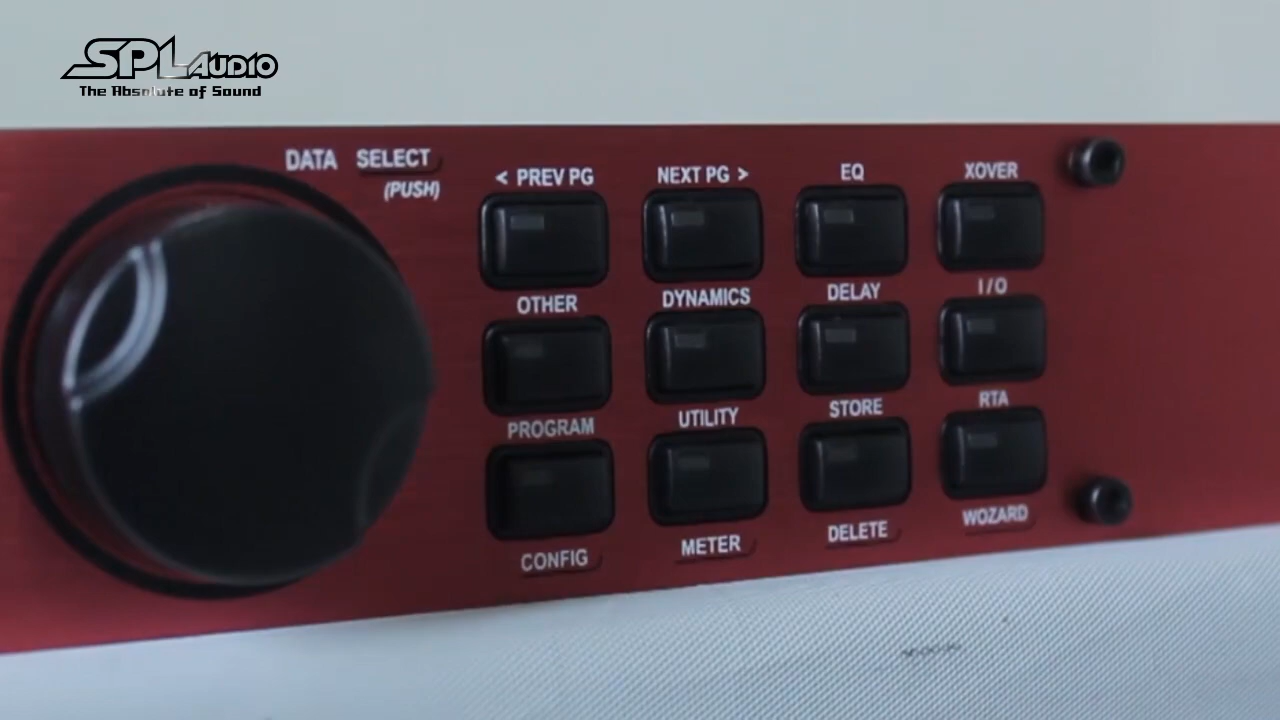 SPL AUDIO
The Absolute of Sound
DATA SELECT
(PUSH)
< PREV PG NEXT PG > EQ XOVER
OTHER DYNAMICS DELAY I/O
PROGRAM UTILITY STORE RTA
CONFIG METER DELETE WOZARD